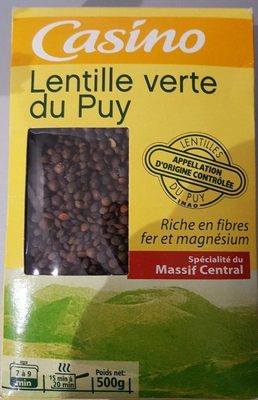 Casino
Lentille verte
du Puy
LENTILLES
APPELLATION
D'ORIGINE CONTRÔLÉE
DU PUY
INAO
Riche en fibres
fer et magnésium
Spécialité du
Massif Central
7 à 9
min
15 min à
20 min
Poids net:
500g